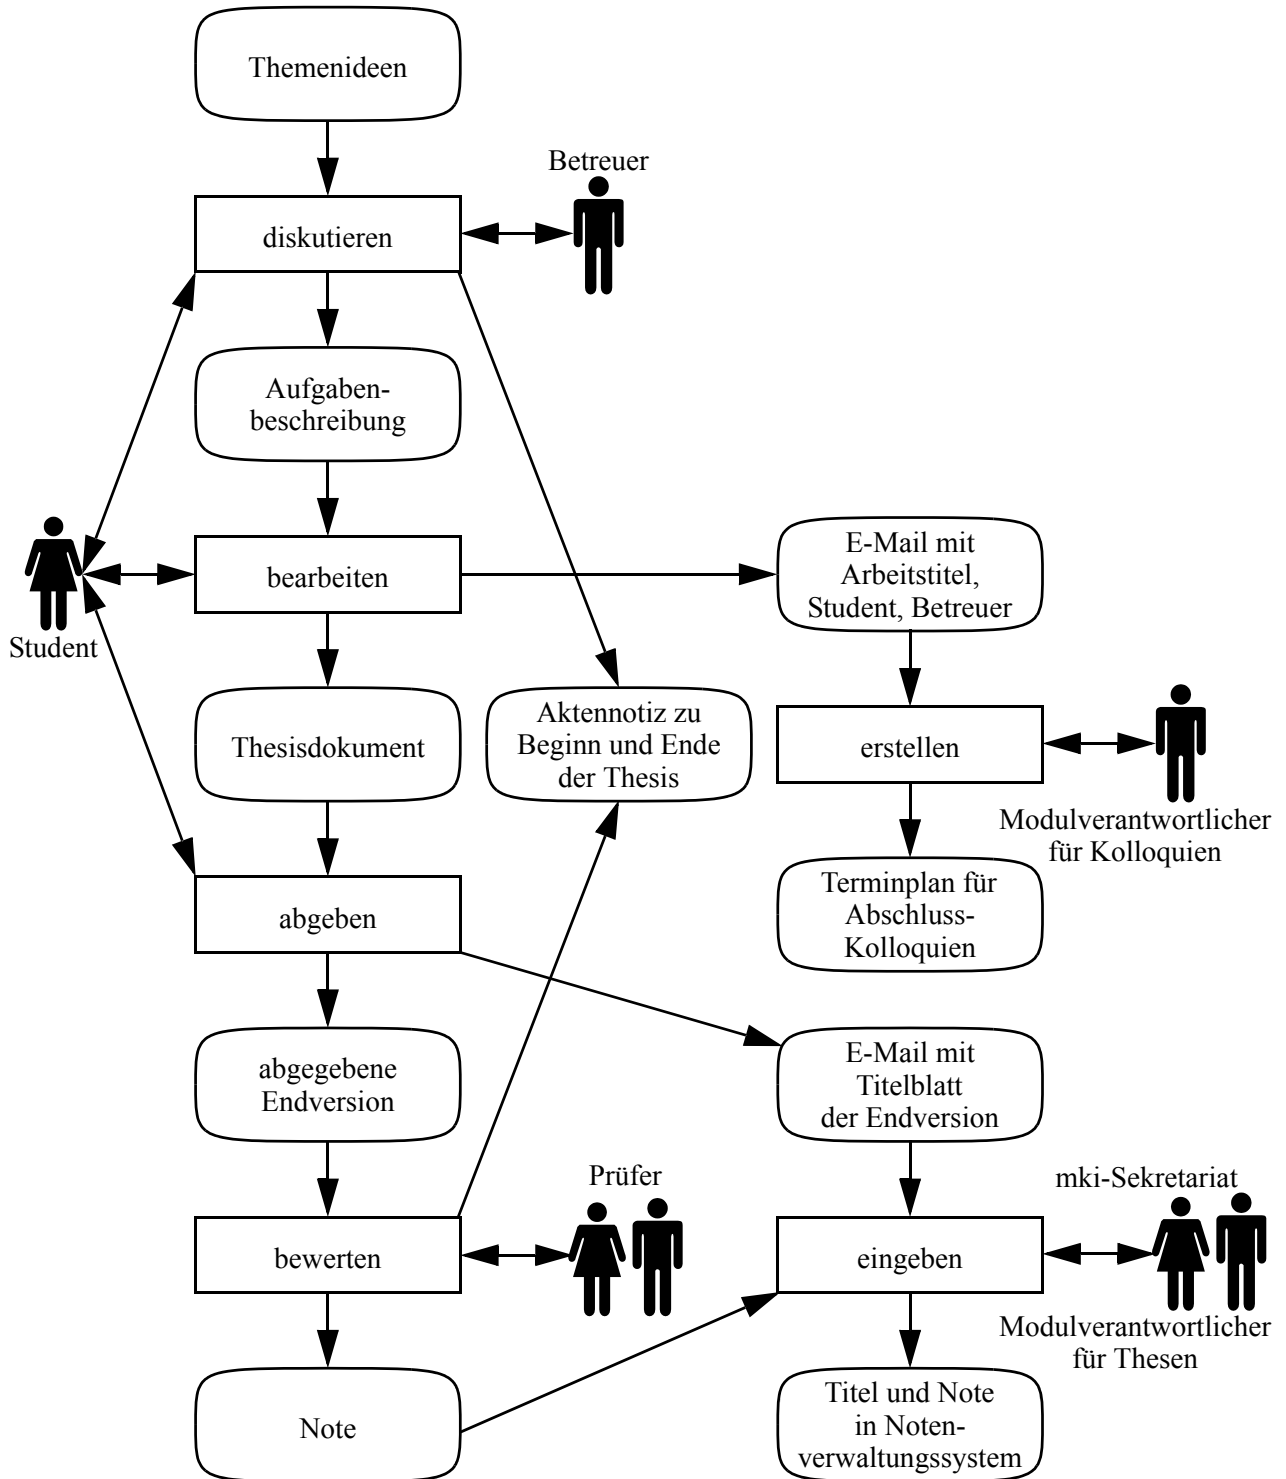 Themenideen
Betreuer
diskutieren
Aufgaben-
beschreibung
E-Mail mit
Arbeitstitel,
Student, Betreuer
bearbeiten
Student
Aktennotiz zu
Beginn und Ende
der Thesis
Thesisdokument
erstellen
Modulverantwortlicher
für Kolloquien
Terminplan für
Abschluss-
Kolloquien
abgeben
E-Mail mit
Titelblatt
der Endversion
abgegebene
Endversion
Prüfer
mki-Sekretariat
bewerten
eingeben
Modulverantwortlicher
für Thesen
Titel und Note
in Noten-
verwaltungssystem
Note